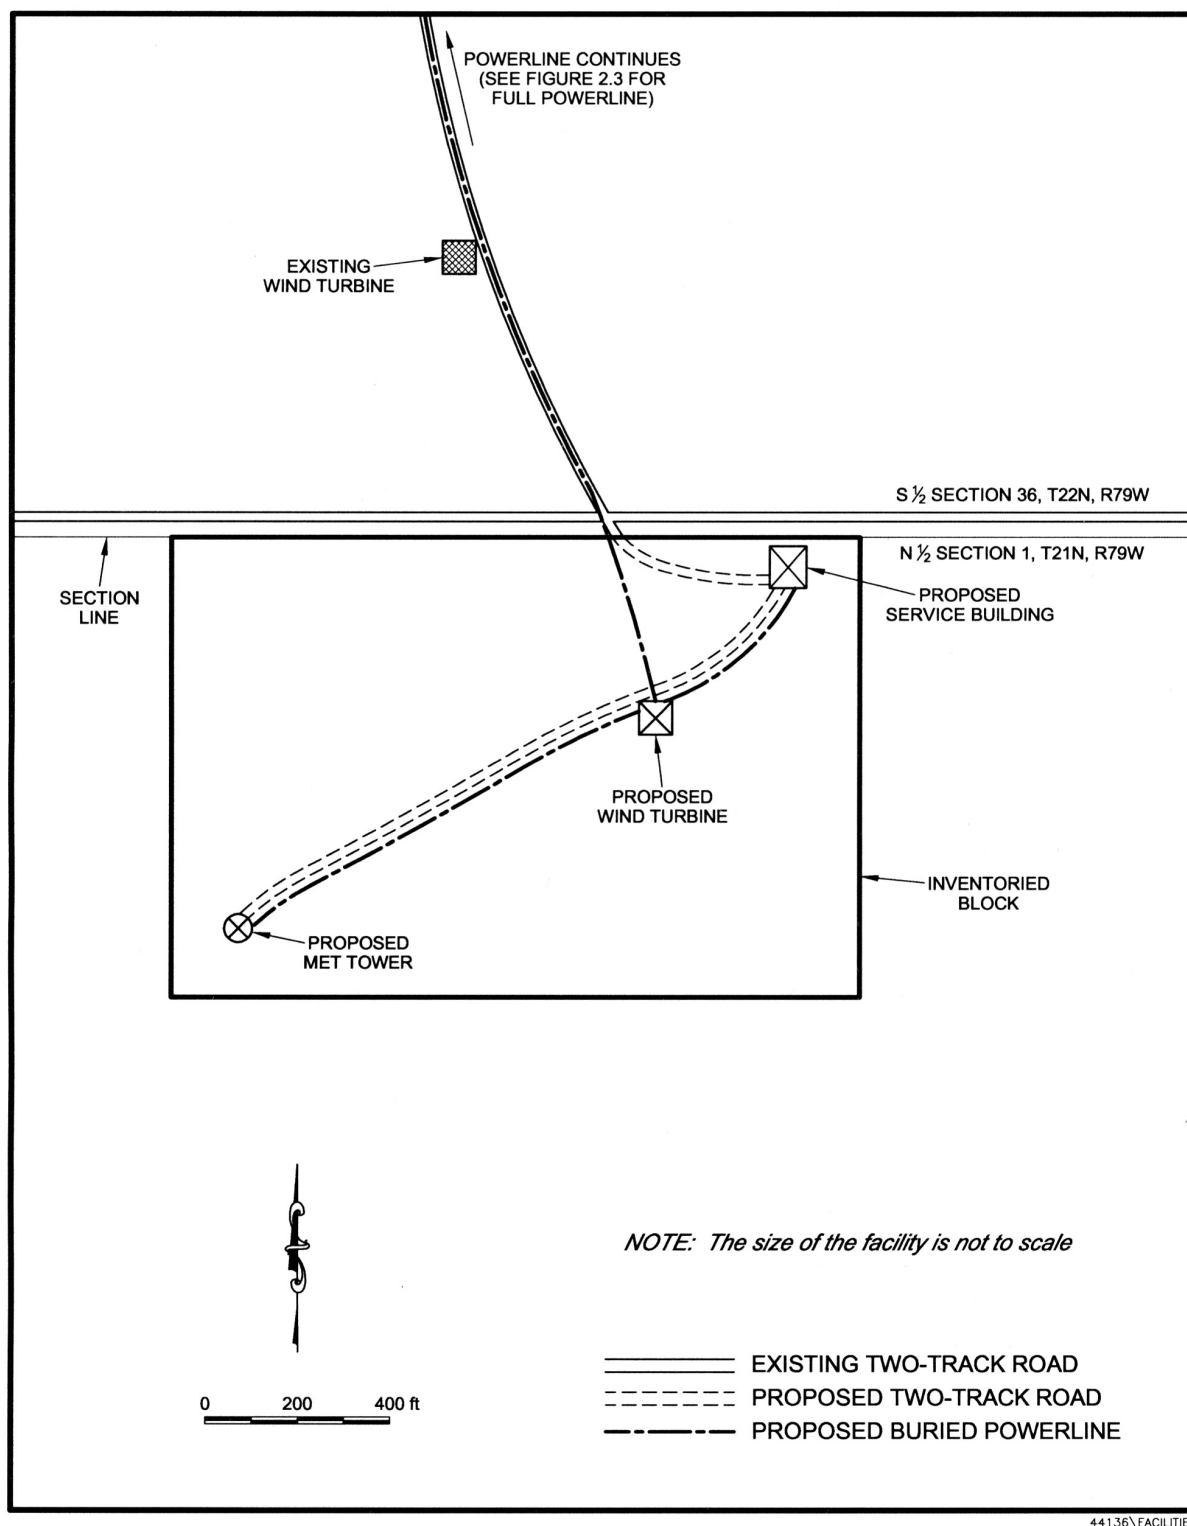 POWERLINE CONTINUES
(SEE FIGURE 2.3 FOR
FULL POWERLINE)
EXISTING
WIND TURBINE
S ½ SECTION 36, T22N, R79W
N ½ SECTION 1, T21N, R79W
SECTION
LINE
PROPOSED
SERVICE BUILDING
PROPOSED
WIND TURBINE
INVENTORIED
BLOCK
PROPOSED
MET TOWER
NOTE: The size of the facility is not to scale
EXISTING TWO-TRACK ROAD
0 200 400 ft
PROPOSED TWO-TRACK ROAD
PROPOSED BURIED POWERLINE